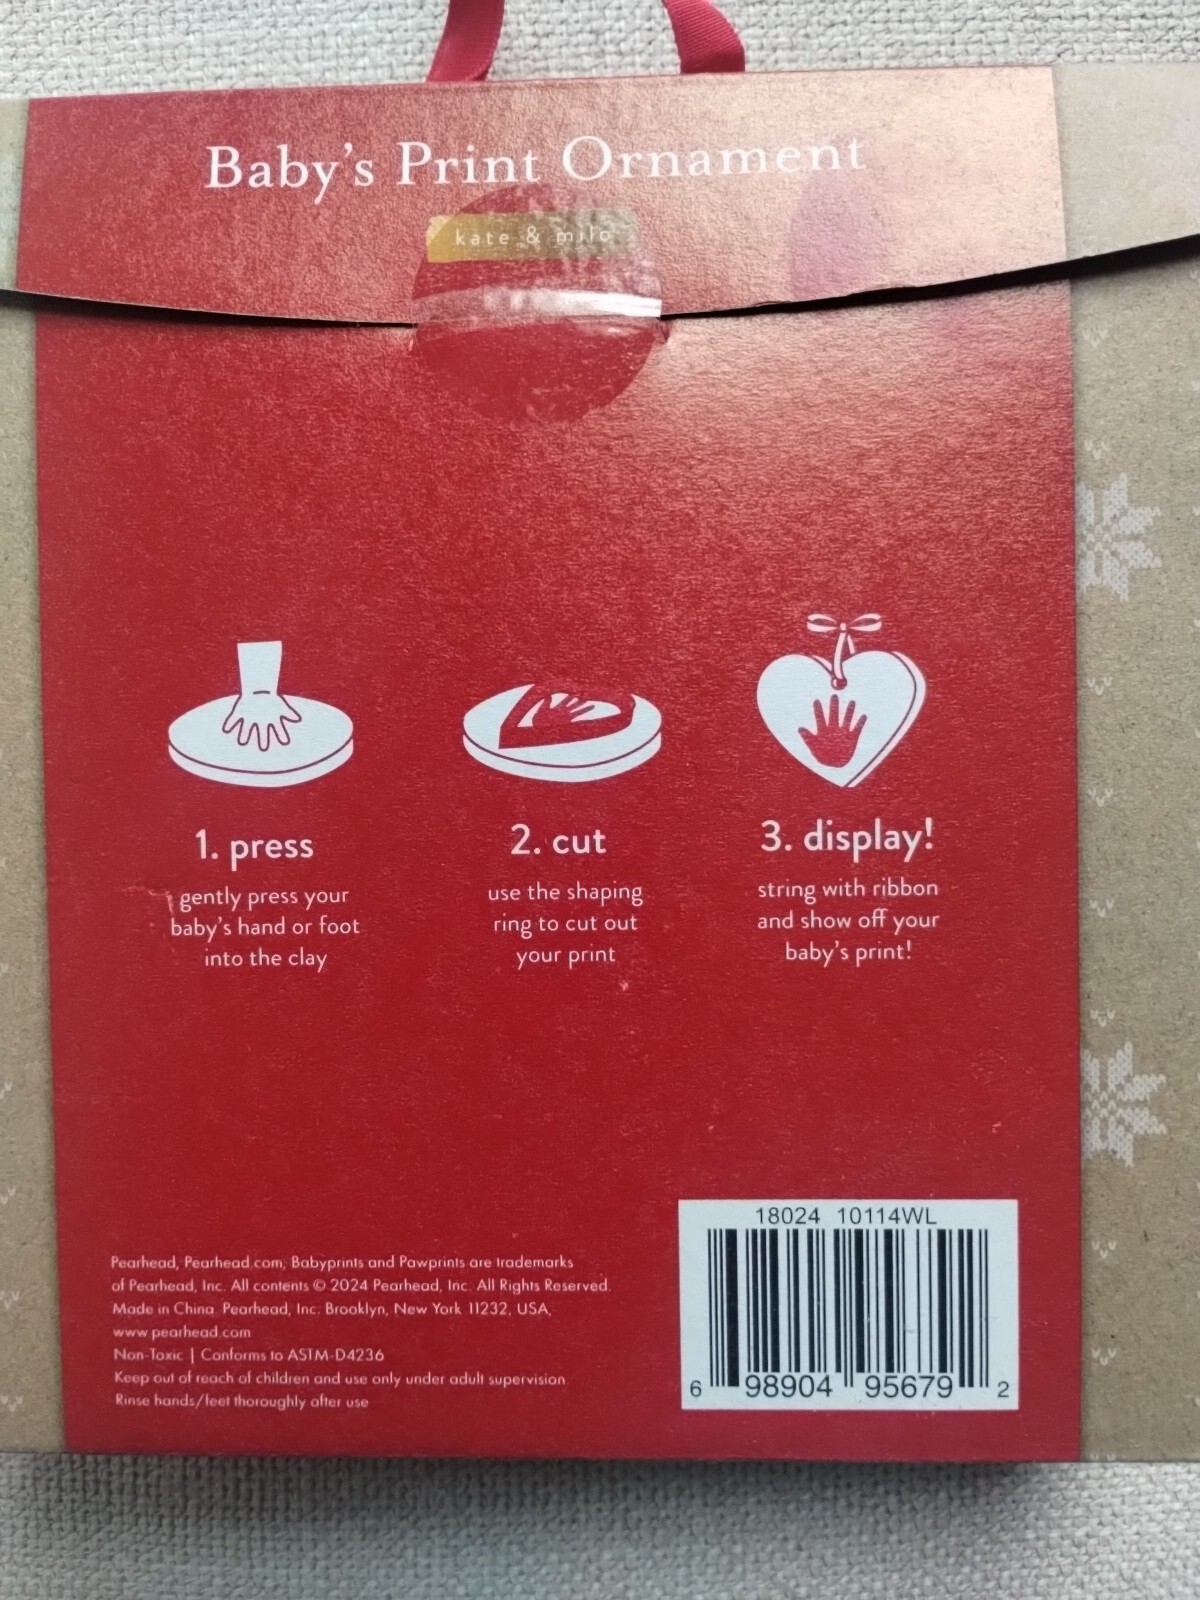 Baby's Print Ornament
kate & milo
1. press
gently press your
baby's hand or foot
into the clay
2. cut
use the shaping
ring to cut out
your print
3. display!
string with ribbon
and show off your
baby's print!
Pearhead, Pearhead.com, Babyprints and Pawprints are trademarks
of Pearhead, Inc. All contents © 2024 Pearhead, Inc. All Rights Reserved.
Made in China. Pearhead, Inc. Brooklyn, New York 11232, USA,
www.pearhead.com
Non-Toxic | Conforms to ASTM-D4236
Keep out of reach of children and use only under adult supervision
Rinse hands/feet thoroughly after use
18024 10114WL
6 98904 95679 2